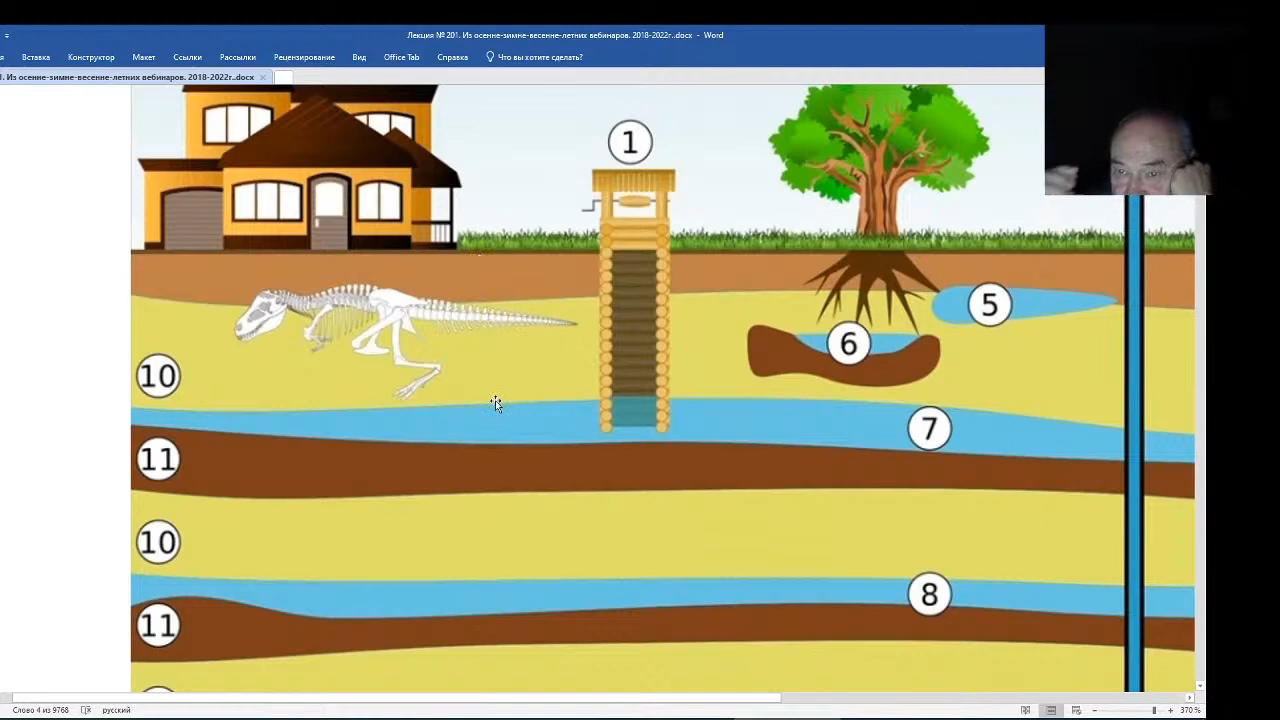 Лекция № 201. Из осенне-зимне-весенне-летних вебинаров. 2018-2022г..docx - Word
Вставка Конструктор Макет Ссылки Рассылки Рецензирование Вид Office Tab Справка Что вы хотите сделать?
1. Из осенне-зимне-весенне-летних вебинаров. 2018-2022г..docx
1
5
6
10
7
11
10
8
11
Слово 4 из 9768 русский 370 %